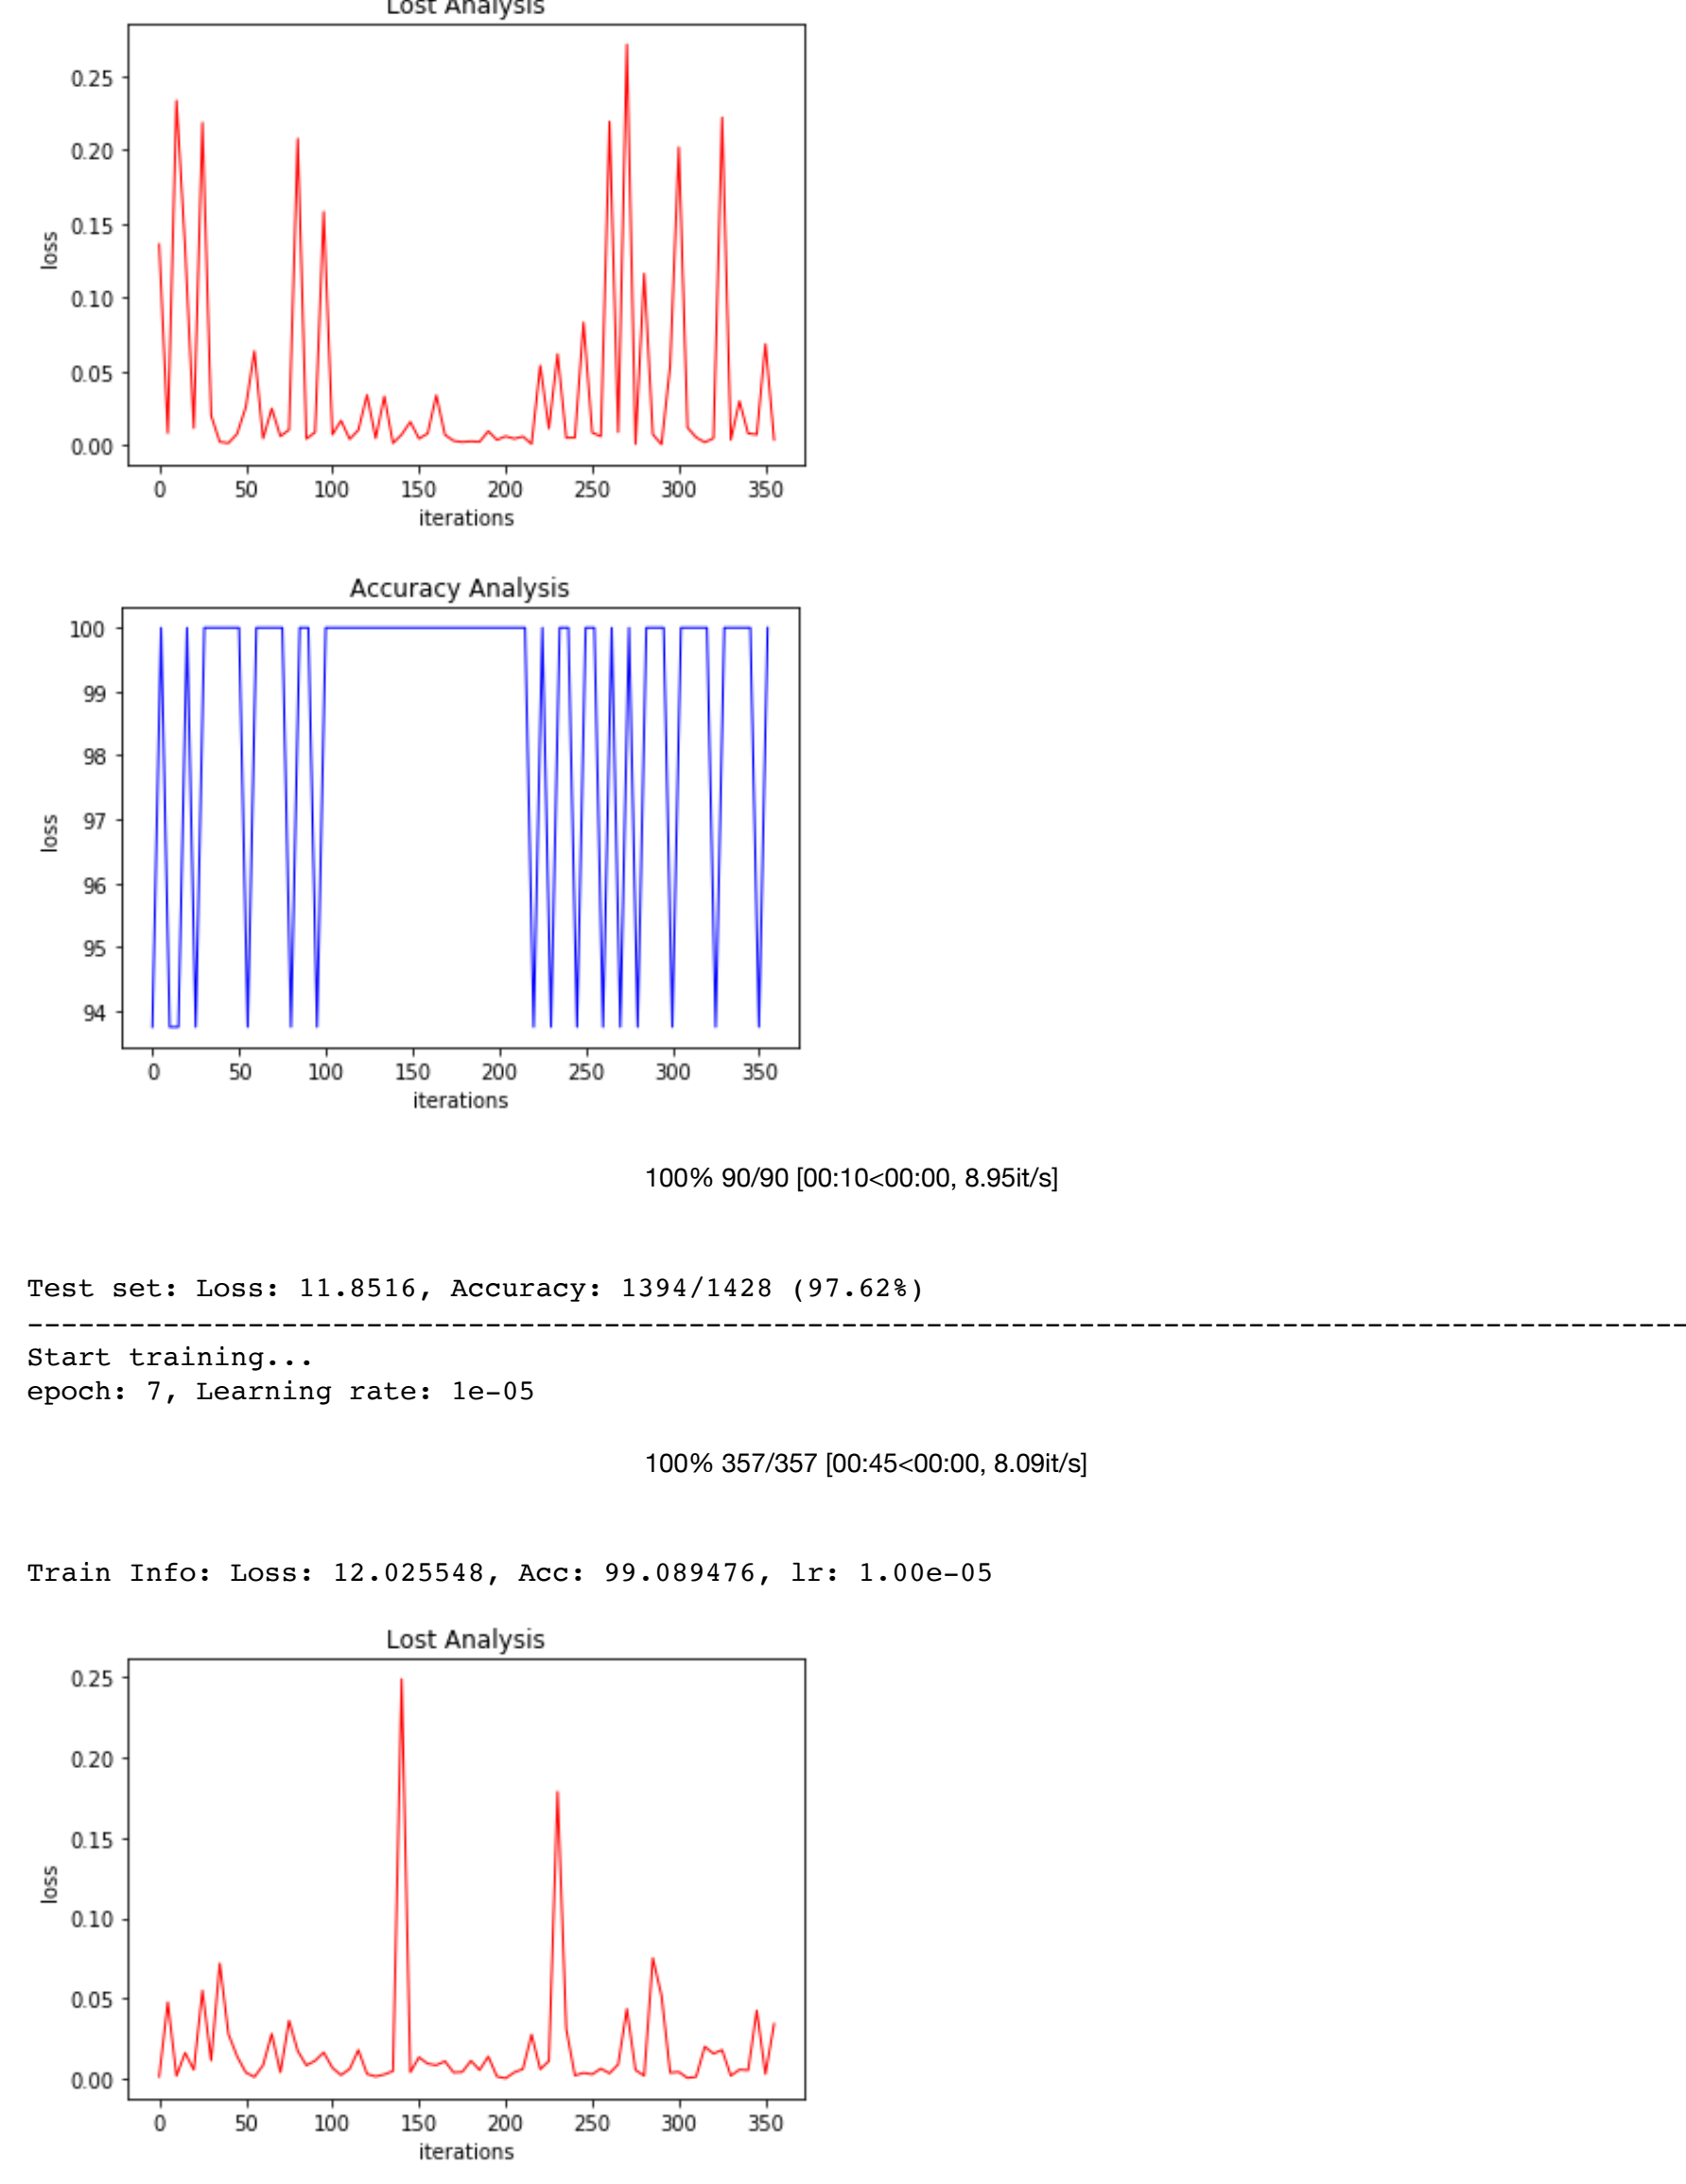 Lost Analysis
0.25
0.20
0.15
0.10
0.05
0.00
loss
0 50 100 150 200 250 300 350
iterations
Accuracy Analysis
100
99
98
97
96
95
94
loss
0 50 100 150 200 250 300 350
iterations
100% 90/90 [00:10<00:00, 8.95it/s]
Test set: Loss: 11.8516, Accuracy: 1394/1428 (97.62%)
----------------------------------------------------------------------------------------------------
Start training...
epoch: 7, Learning rate: 1e-05
100% 357/357 [00:45<00:00, 8.09it/s]
Train Info: Loss: 12.025548, Acc: 99.089476, lr: 1.00e-05
Lost Analysis
0.25
0.20
0.15
0.10
0.05
0.00
loss
0 50 100 150 200 250 300 350
iterations